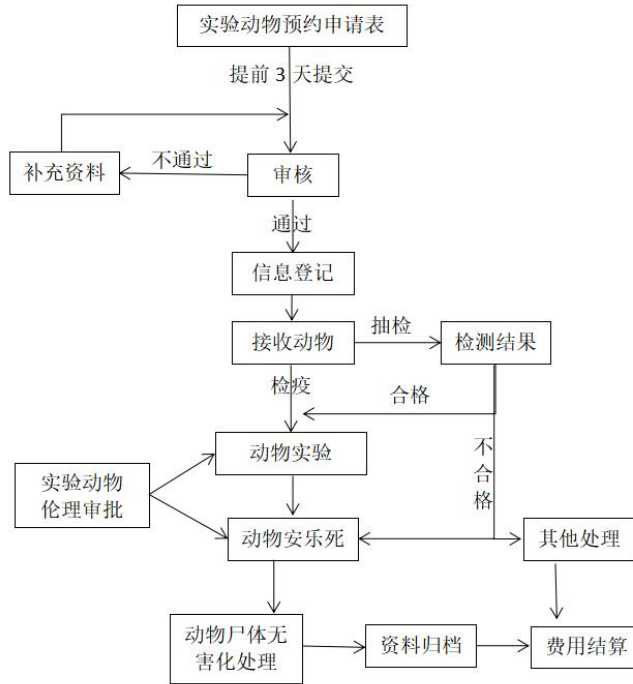 实验动物预约申请表
提前 3 天提交
不通过
补充资料
审核
通过
信息登记
抽检
接收动物
检测结果
检疫
合格
不合格
动物实验
实验动物
伦理审批
动物安乐死
其他处理
动物尸体无
害化处理
资料归档
费用结算